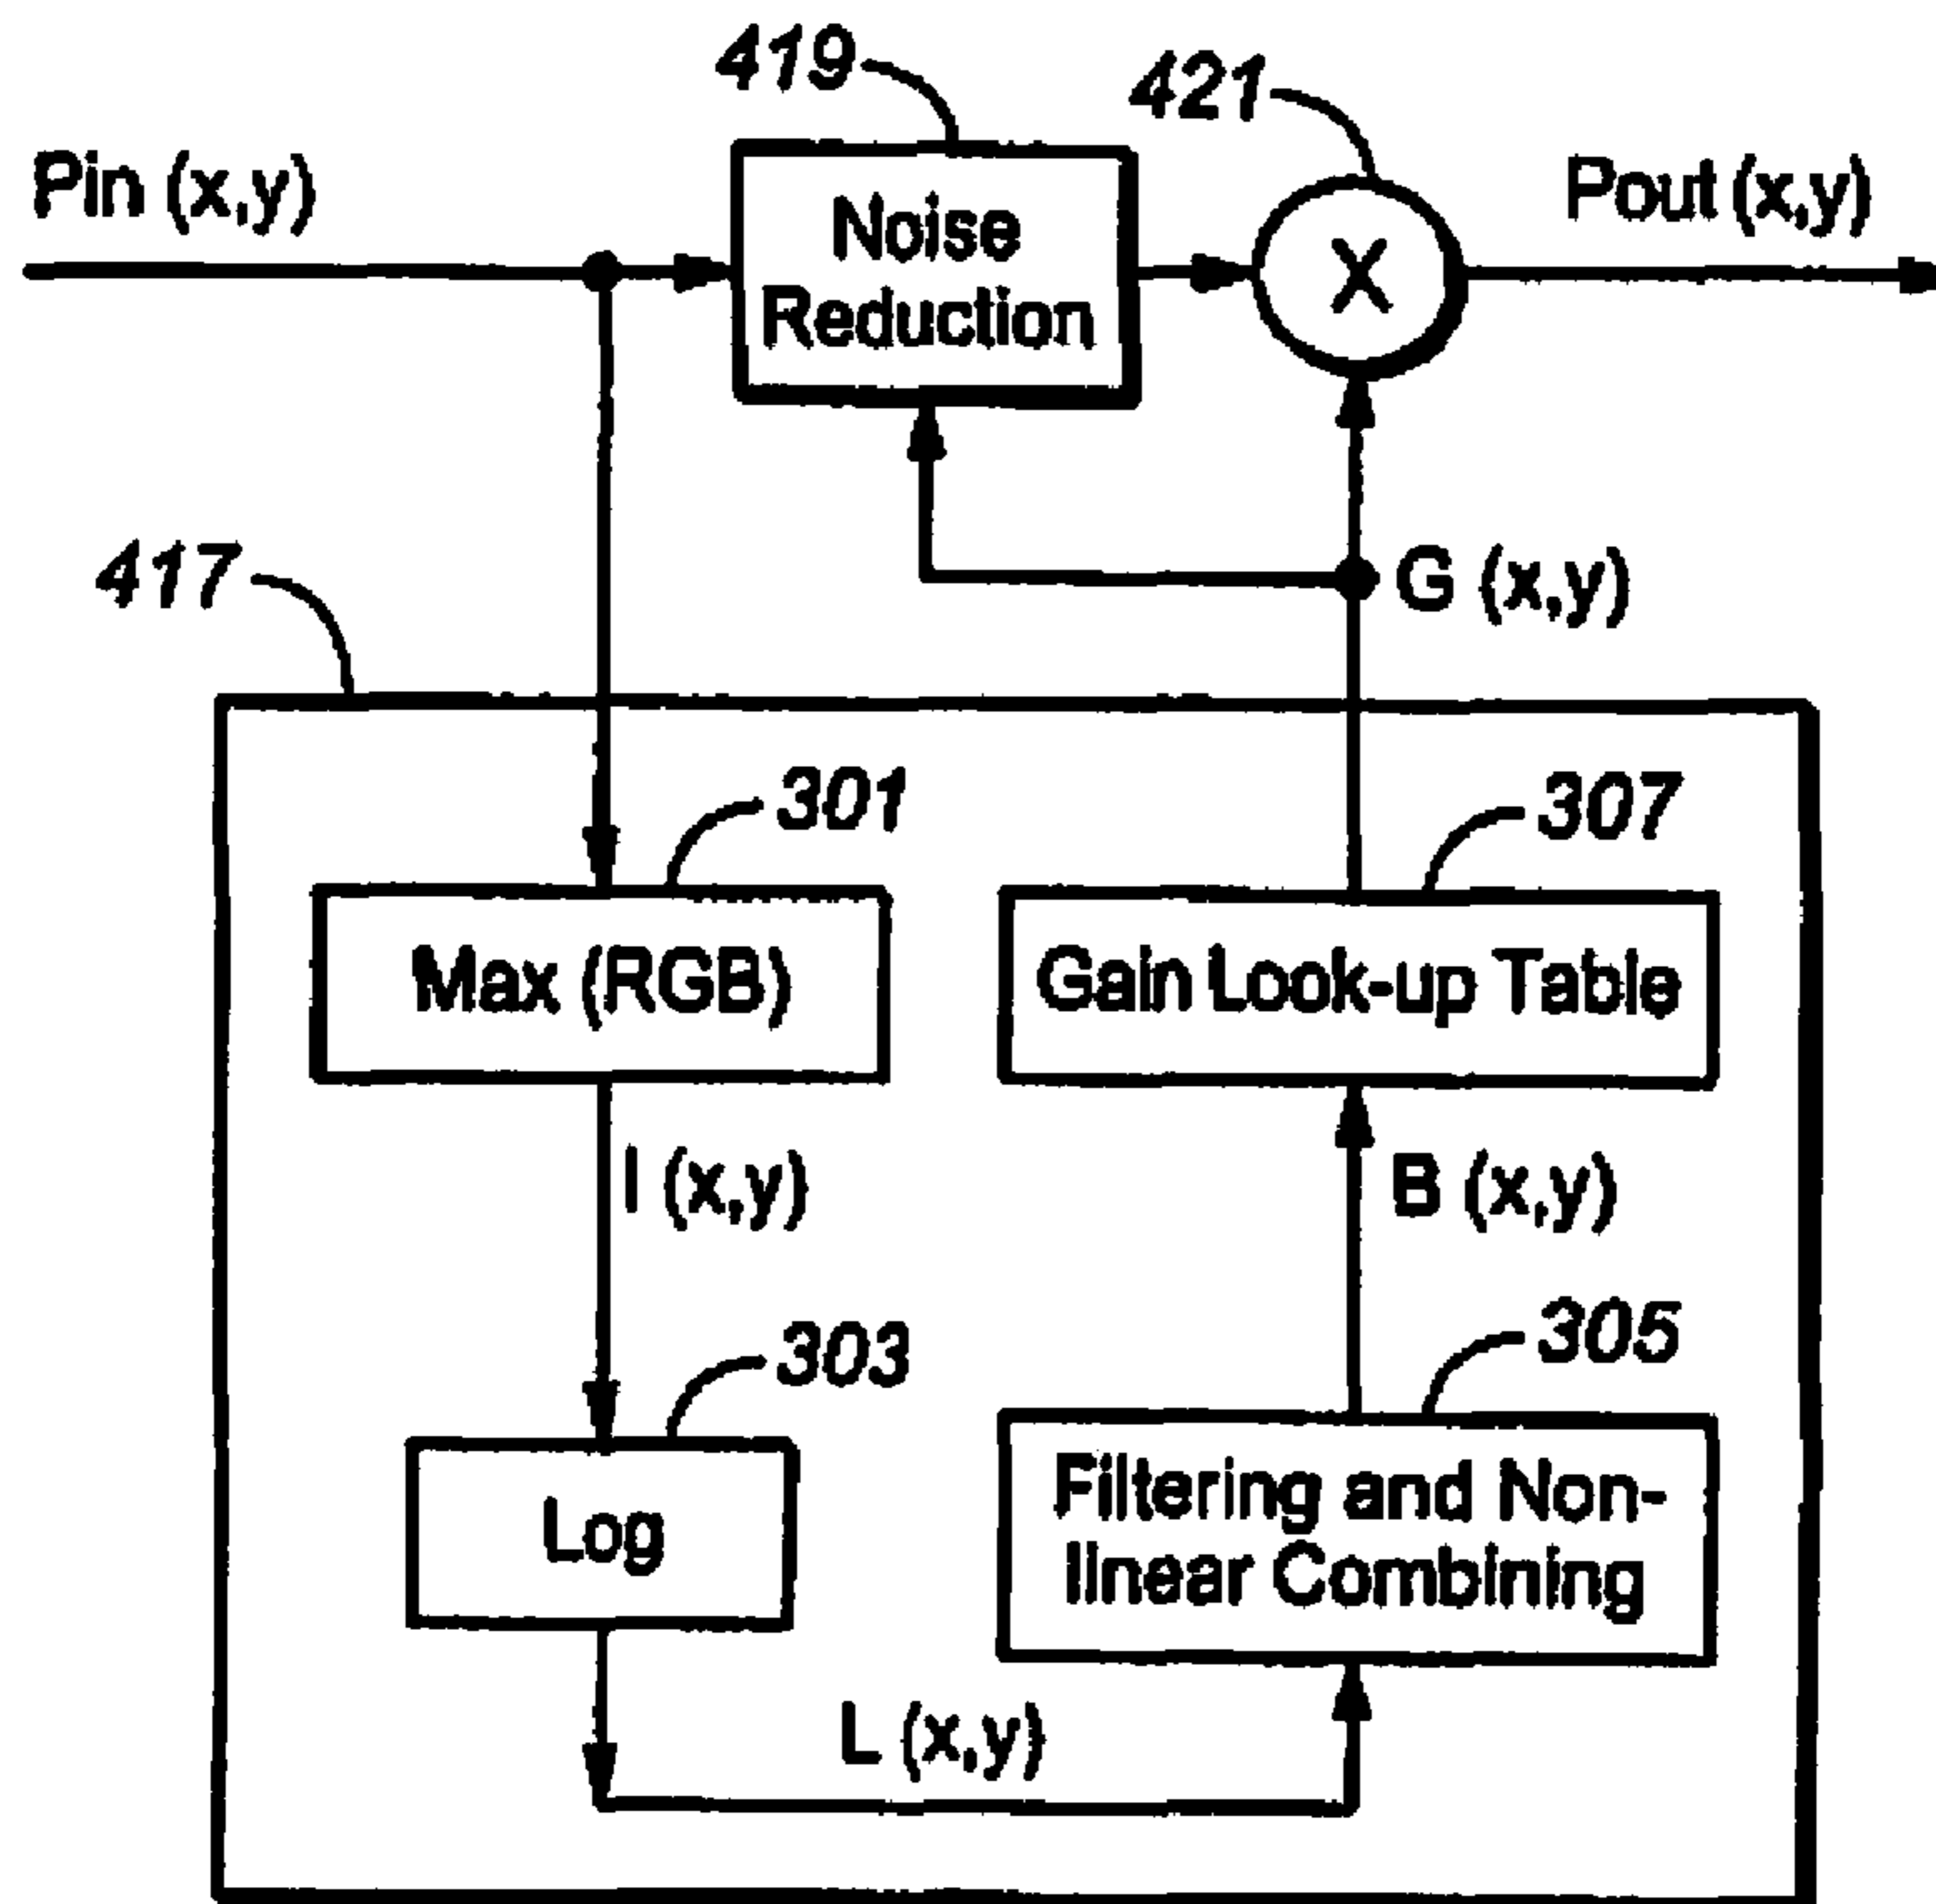 419
421
Pin (x,y)
Pout (x,y)
Noise
Reduction
X
417
G (x,y)
301
307
Max (RGB)
Gain Look-up Table
I (x,y)
B (x,y)
303
305
Log
Filtering and Non-
linear Combining
L (x,y)